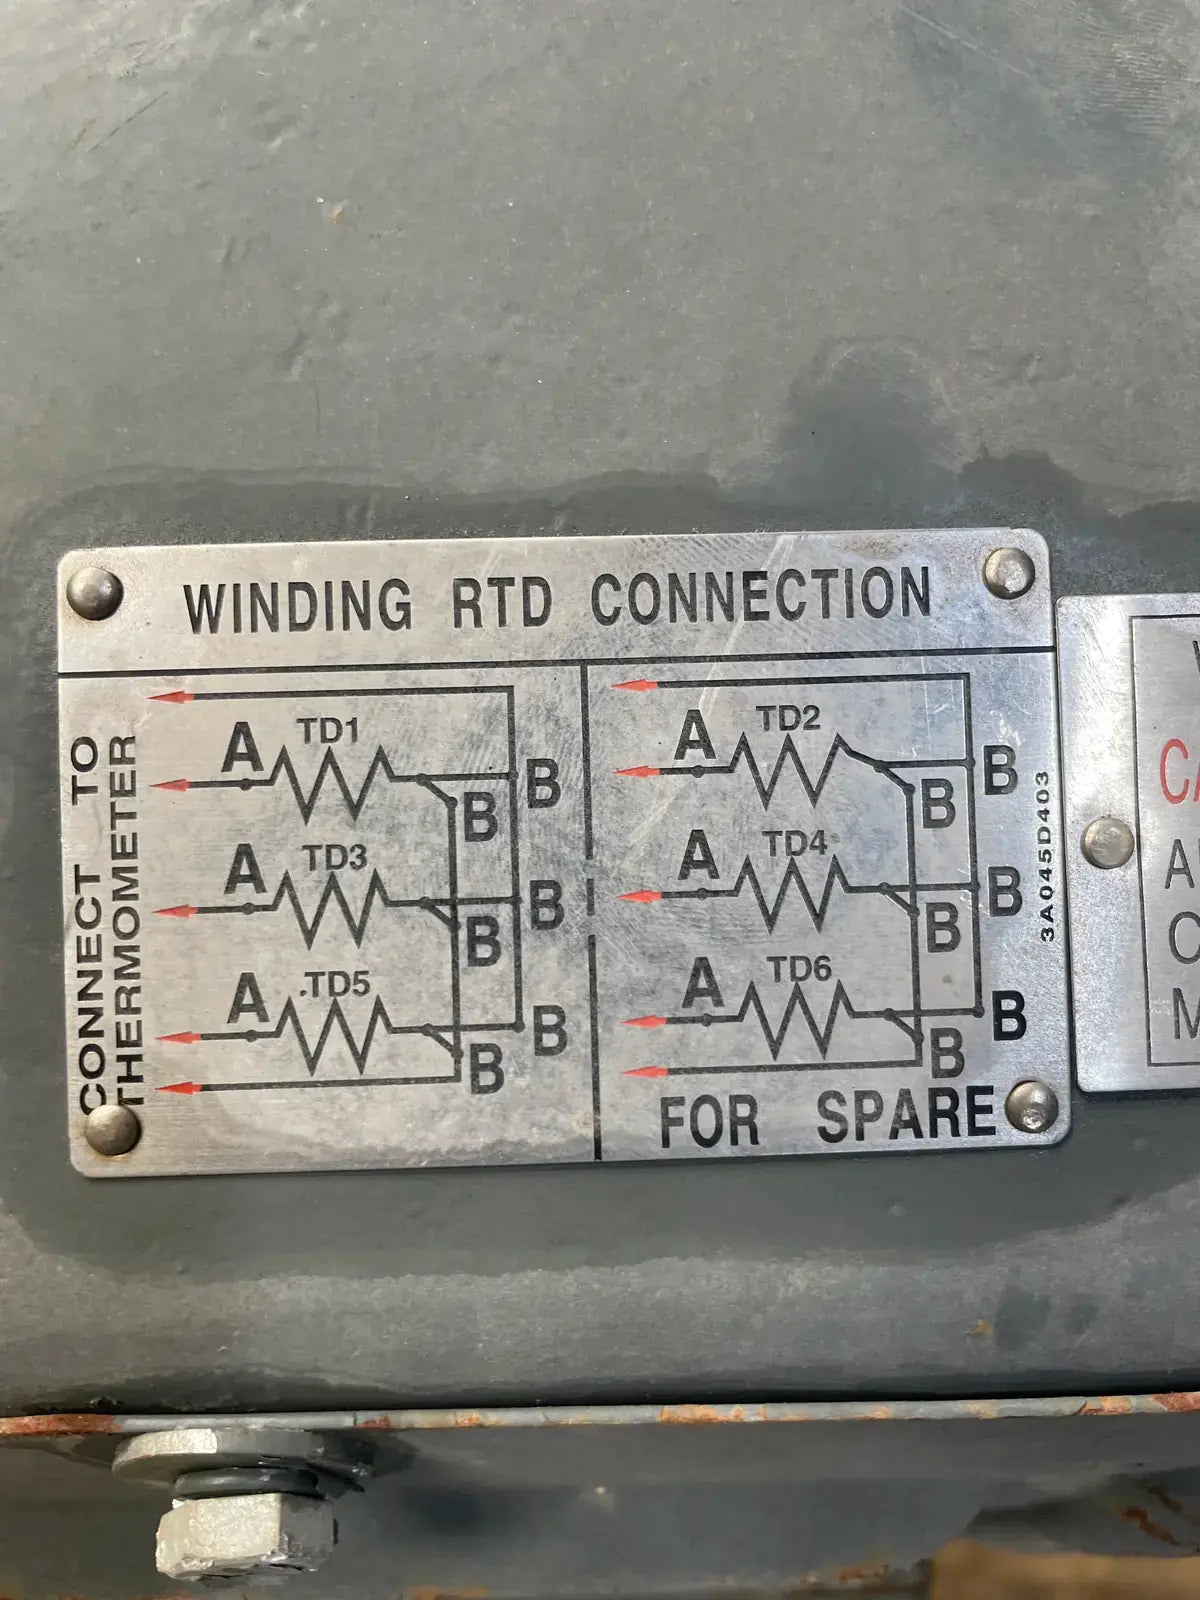 WINDING RTD CONNECTION
CONNECT TO
THERMOMETER
A TD1 B
B
A TD3 B
B
A .TD5 B
B
A TD2 B
B
A TD4 B
B
A TD6 B
B
FOR SPARE
3A045D403